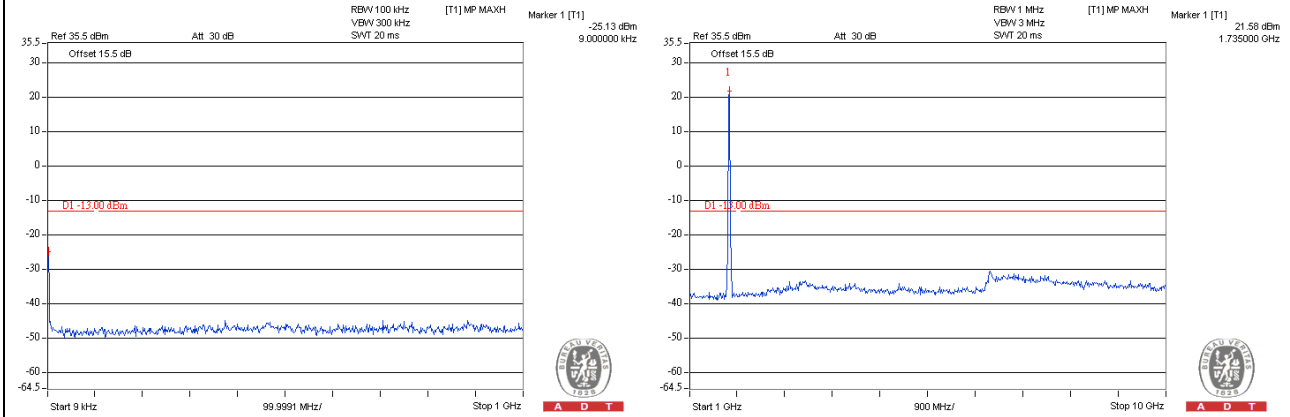 RBW 100 kHz [T1] MP MAXH Marker 1 [T1]
VBW 300 kHz -25.13 dBm
Ref 35.5 dBm Att 30 dB SWT 20 ms 9.000000 kHz
35.5
Offset 15.5 dB
30
20
10
0
-10
D1 -13.00 dBm
-20
-30
-40
-50
-60
-64.5
Start 9 kHz 99.9991 MHz/ Stop 1 GHz
BUREAU VERITAS
1828
A D T
RBW 1 MHz [T1] MP MAXH Marker 1 [T1]
VBW 3 MHz 21.58 dBm
Ref 35.5 dBm Att 30 dB SWT 20 ms 1.735000 GHz
35.5
Offset 15.5 dB
30
1
20
10
0
-10
D1 -13.00 dBm
-20
-30
-40
-50
-60
-64.5
Start 1 GHz 900 MHz/ Stop 10 GHz
BUREAU VERITAS
1828
A D T